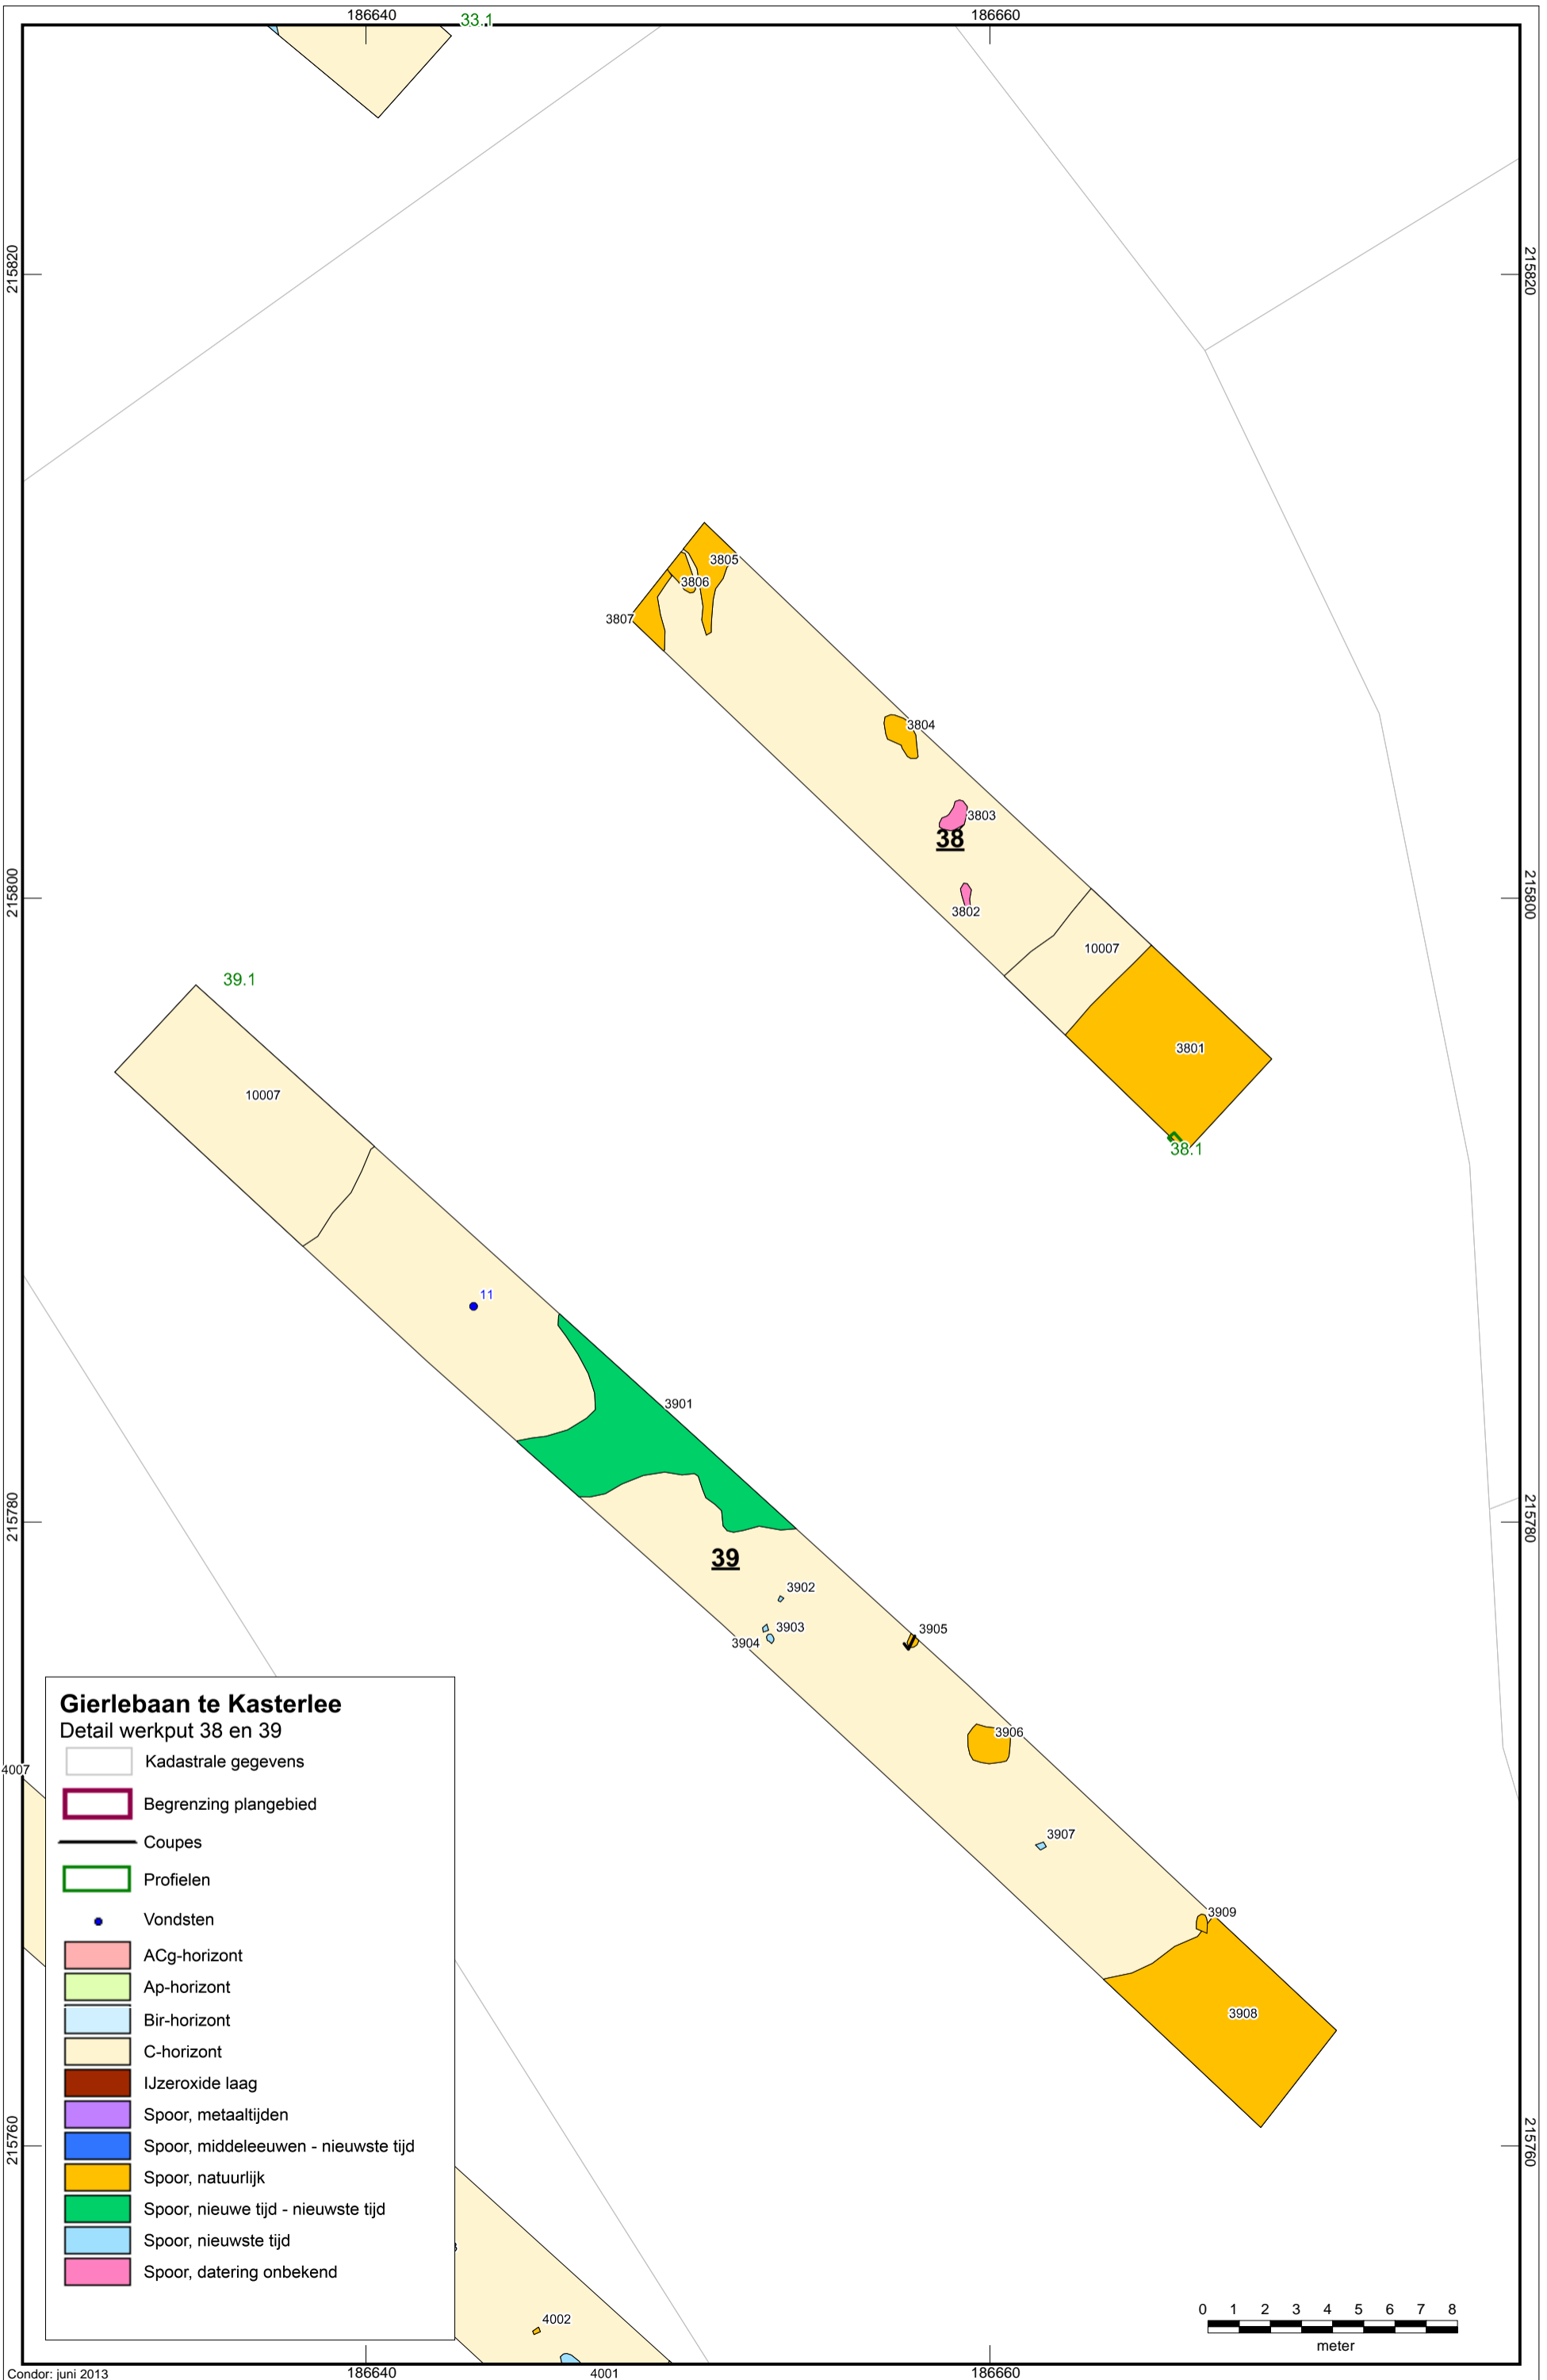 186640
33.1
186660
215820
215820
3805
3806
3807
3804
3803
38
215800
215800
3802
10007
39.1
3801
10007
38.1
11
3901
215780
215780
39
3902
3903
3904
3905
3906
4007
3907
3909
3908
Gierlebaan te Kasterlee
Detail werkput 38 en 39
Kadastrale gegevens
Begrenzing plangebied
Coupes
Profielen
Vondsten
ACg-horizont
Ap-horizont
Bir-horizont
C-horizont
IJzeroxide laag
Spoor, metaaltijden
Spoor, middeleeuwen - nieuwste tijd
Spoor, natuurlijk
Spoor, nieuwe tijd - nieuwste tijd
Spoor, nieuwste tijd
Spoor, datering onbekend
215760
215760
4002
0 1 2 3 4 5 6 7 8
meter
Condor: juni 2013
186640
4001
186660